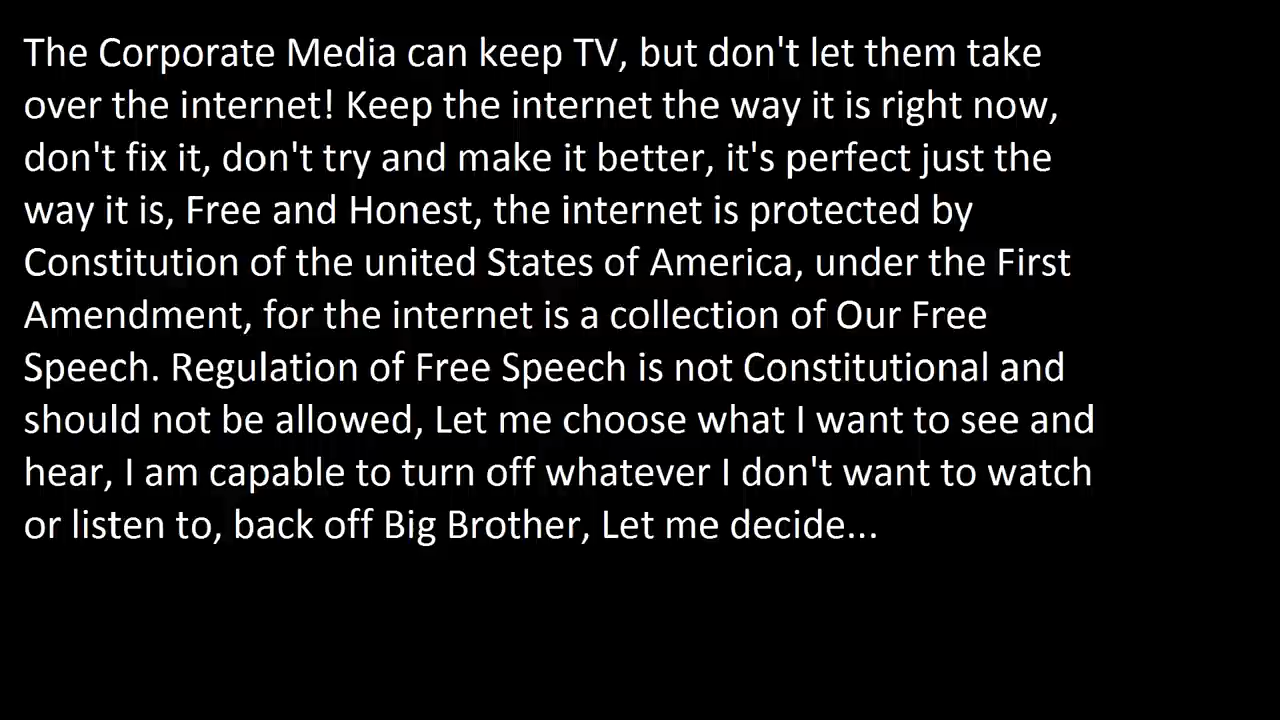 The Corporate Media can keep TV, but don't let them take
over the internet! Keep the internet the way it is right now,
don't fix it, don't try and make it better, it's perfect just the
way it is, Free and Honest, the internet is protected by
Constitution of the united States of America, under the First
Amendment, for the internet is a collection of Our Free
Speech. Regulation of Free Speech is not Constitutional and
should not be allowed, Let me choose what I want to see and
hear, I am capable to turn off whatever I don't want to watch
or listen to, back off Big Brother, Let me decide...